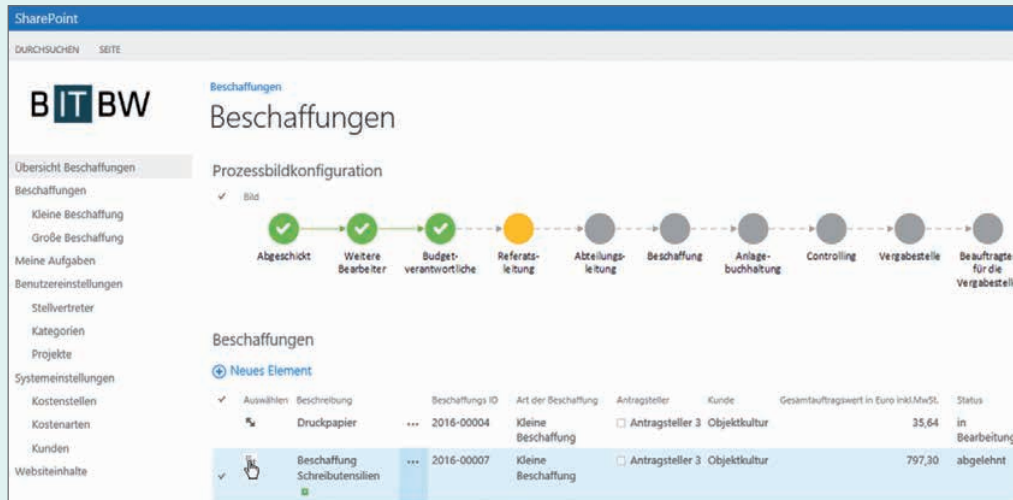 SharePoint
DURCHSUCHEN SEITE
BITBW
Beschaffungen
Beschaffungen
Übersicht Beschaffungen
Beschaffungen
Kleine Beschaffung
Große Beschaffung
Meine Aufgaben
Benutzereinstellungen
Stellvertreter
Kategorien
Projekte
Systemeinstellungen
Kostenstellen
Kostenarten
Kunden
Websiteinhalte
Prozessbildkonfiguration
Bild
Abgeschickt
Weitere
Bearbeiter
Budget-
verantwortliche
Referats-
leitung
Abteilungs-
leitung
Beschaffung
Anlage-
buchhaltung
Controlling
Vergabestelle
Beauftragte
für die
Vergabestell
Beschaffungen
Neues Element
Auswählen Beschreibung Beschaffungs ID Art der Beschaffung Antragsteller Kunde Gesamtauftragswert in Euro inkl.MwSt. Status
Druckpapier ... 2016-00004 Kleine Antragsteller 3 Objektkultur 35,64 in
Beschaffung Bearbeitung
Beschaffung ... 2016-00007 Kleine Antragsteller 3 Objektkultur 797,30 abgelehnt
Schreibutensilien Beschaffung